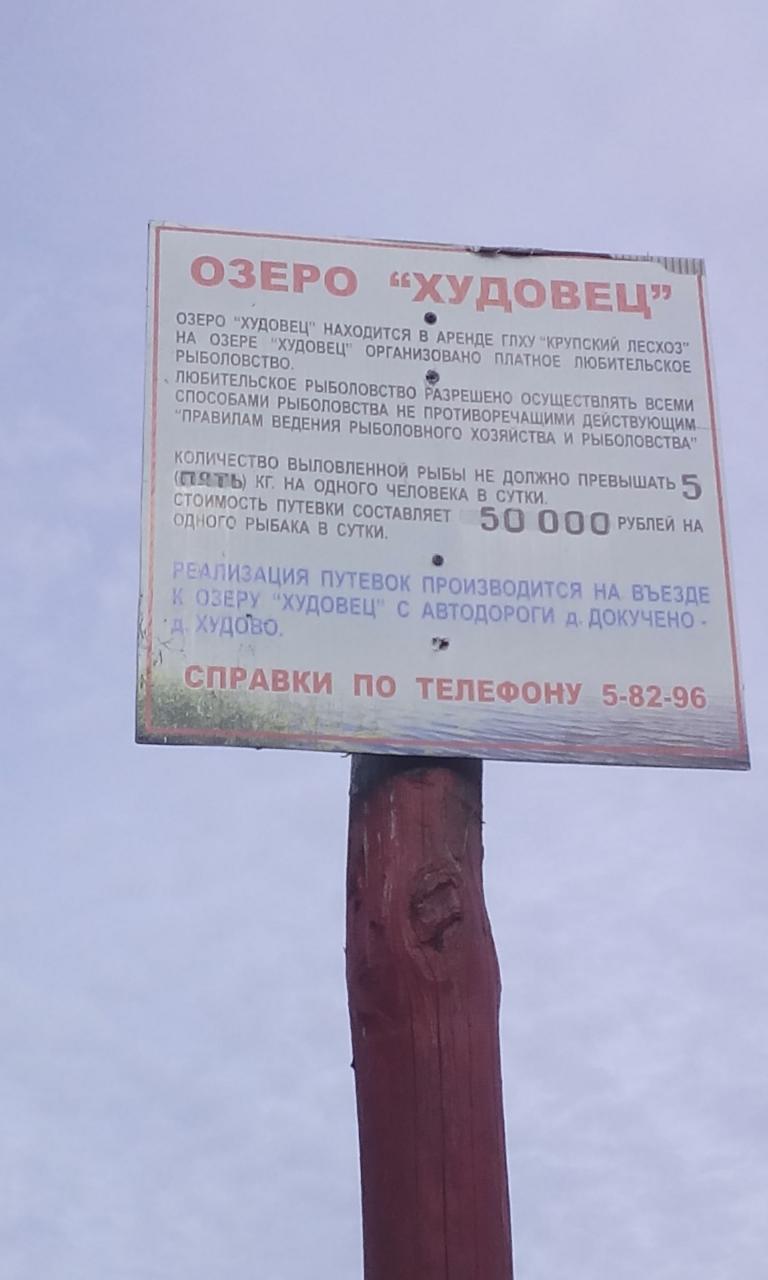 ОЗЕРО “ХУДОВЕЦ”
ОЗЕРО “ХУДОВЕЦ” НАХОДИТСЯ В АРЕНДЕ ГЛХУ “КРУПСКИЙ ЛЕСХОЗ”
НА ОЗЕРЕ “ХУДОВЕЦ” ОРГАНИЗОВАНО ПЛАТНОЕ ЛЮБИТЕЛЬСКОЕ
РЫБОЛОВСТВО.
ЛЮБИТЕЛЬСКОЕ РЫБОЛОВСТВО РАЗРЕШЕНО ОСУЩЕСТВЛЯТЬ ВСЕМИ
СПОСОБАМИ РЫБОЛОВСТВА НЕ ПРОТИВОРЕЧАЩИМИ ДЕЙСТВУЮЩИМ
“ПРАВИЛАМ ВЕДЕНИЯ РЫБОЛОВНОГО ХОЗЯЙСТВА И РЫБОЛОВСТВА”
КОЛИЧЕСТВО ВЫЛОВЛЕННОЙ РЫБЫ НЕ ДОЛЖНО ПРЕВЫШАТЬ 5
(ПЯТЬ) КГ. НА ОДНОГО ЧЕЛОВЕКА В СУТКИ.
СТОИМОСТЬ ПУТЕВКИ СОСТАВЛЯЕТ 50 000 РУБЛЕЙ НА
ОДНОГО РЫБАКА В СУТКИ.
РЕАЛИЗАЦИЯ ПУТЕВОК ПРОИЗВОДИТСЯ НА ВЪЕЗДЕ
К ОЗЕРУ “ХУДОВЕЦ” С АВТОДОРОГИ д. ДОКУЧЕНО -
д. ХУДОВО.
СПРАВКИ ПО ТЕЛЕФОНУ 5-82-96